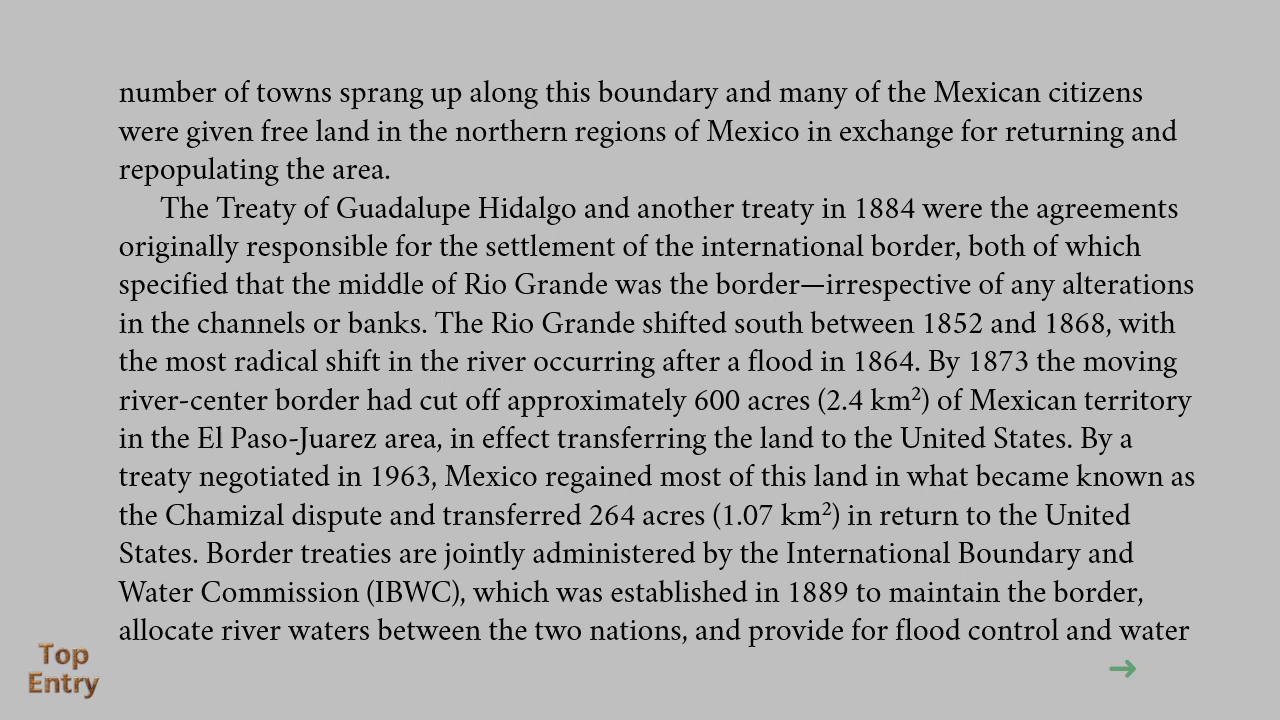 number of towns sprang up along this boundary and many of the Mexican citizens
were given free land in the northern regions of Mexico in exchange for returning and
repopulating the area.
The Treaty of Guadalupe Hidalgo and another treaty in 1884 were the agreements
originally responsible for the settlement of the international border, both of which
specified that the middle of Rio Grande was the border—irrespective of any alterations
in the channels or banks. The Rio Grande shifted south between 1852 and 1868, with
the most radical shift in the river occurring after a flood in 1864. By 1873 the moving
river-center border had cut off approximately 600 acres (2.4 km²) of Mexican territory
in the El Paso-Juarez area, in effect transferring the land to the United States. By a
treaty negotiated in 1963, Mexico regained most of this land in what became known as
the Chamizal dispute and transferred 264 acres (1.07 km²) in return to the United
States. Border treaties are jointly administered by the International Boundary and
Water Commission (IBWC), which was established in 1889 to maintain the border,
allocate river waters between the two nations, and provide for flood control and water
Top
Entry